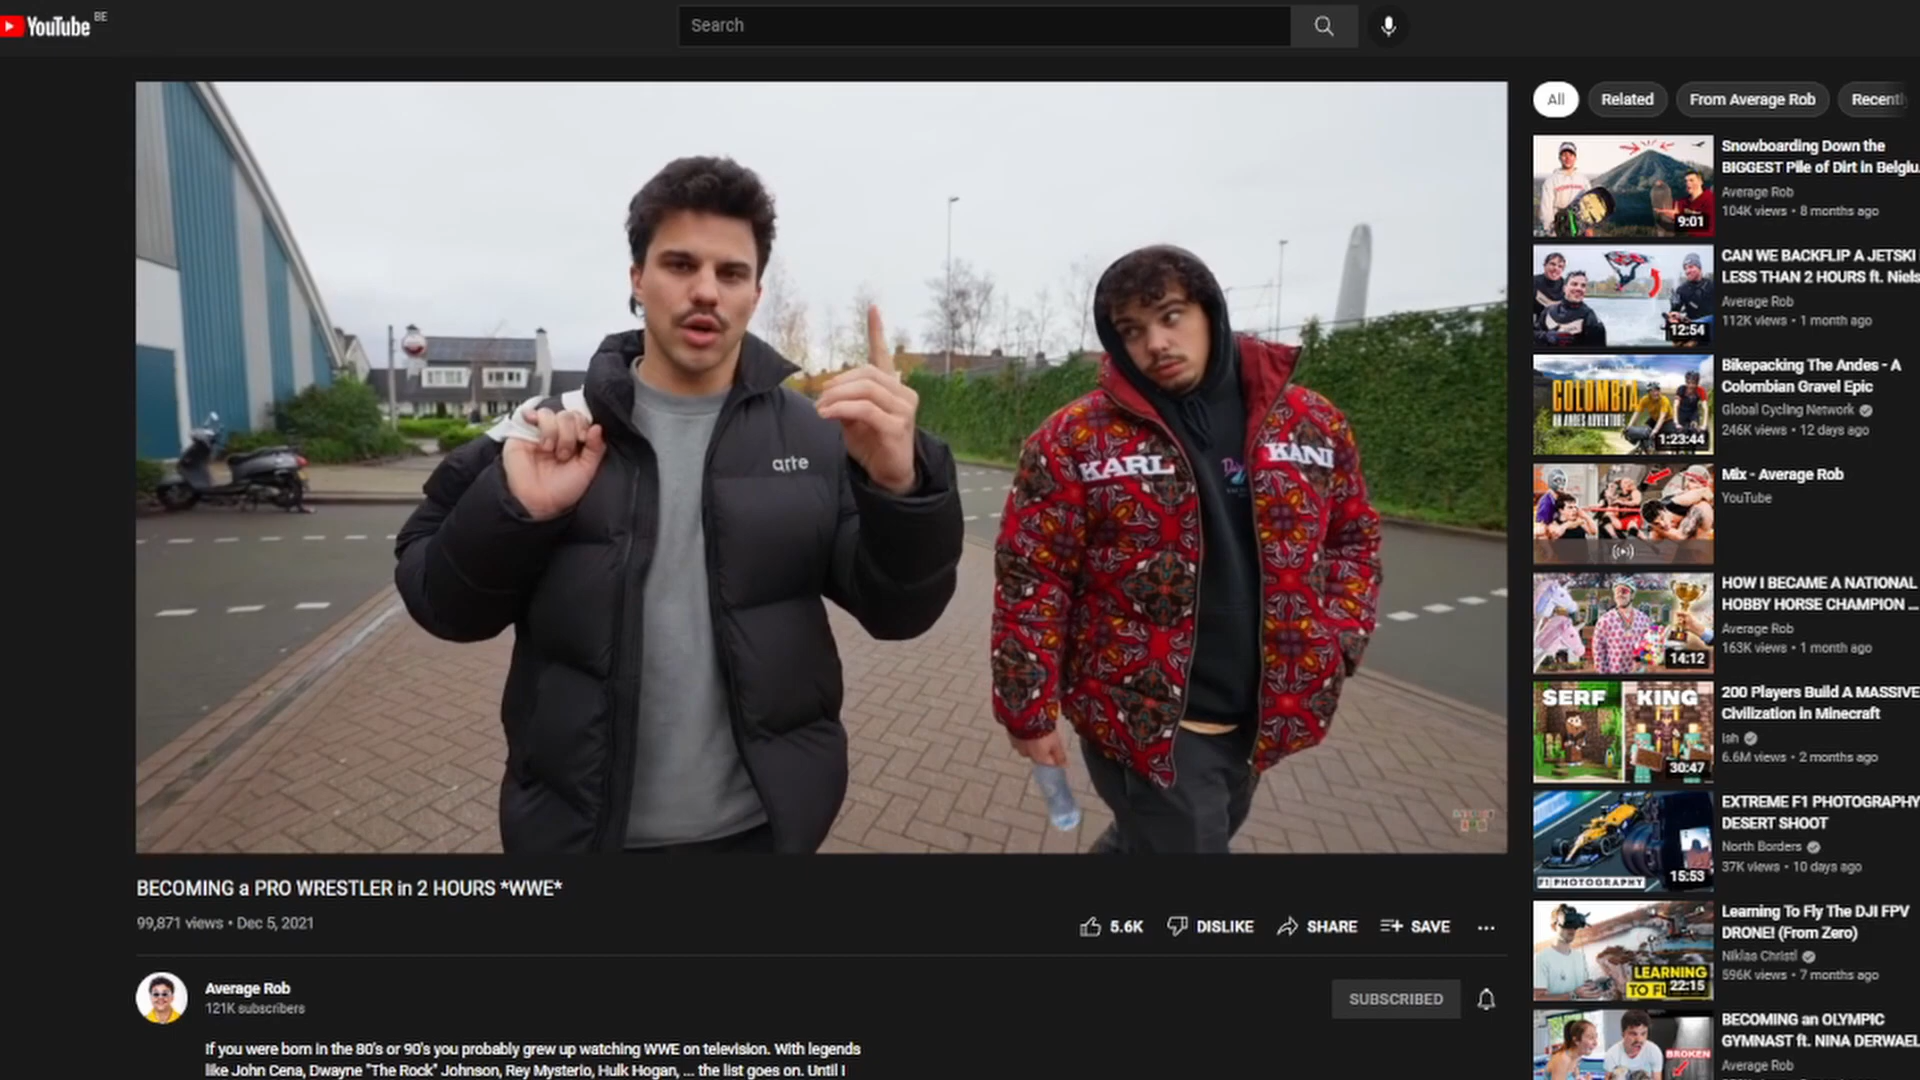 YouTube BE
Search
All
Related
From Average Rob
Recently
arte
KARL
KANI
BECOMING a PRO WRESTLER in 2 HOURS *WWE*
99,871 views • Dec 5, 2021
5.6K
DISLIKE
SHARE
SAVE
Average Rob
121K subscribers
SUBSCRIBED
If you were born in the 80's or 90's you probably grew up watching WWE on television. With legends
like John Cena, Dwayne "The Rock" Johnson, Rey Mysterio, Hulk Hogan, ... the list goes on. Until I
9:01
Snowboarding Down the
BIGGEST Pile of Dirt in Belgiu
Average Rob
104K views • 8 months ago
12:54
CAN WE BACKFLIP A JETSKI
LESS THAN 2 HOURS ft. Niels
Average Rob
112K views • 1 month ago
COLOMBIA
AN ANDES ADVENTURE
1:23:44
Bikepacking The Andes - A
Colombian Gravel Epic
Global Cycling Network
246K views • 12 days ago
Mix - Average Rob
YouTube
14:12
HOW I BECAME A NATIONAL
HOBBY HORSE CHAMPION ...
Average Rob
163K views • 1 month ago
SERF
KING
30:47
200 Players Build A MASSIVE
Civilization in Minecraft
Ish
6.6M views • 2 months ago
F1 PHOTOGRAPHY
15:53
EXTREME F1 PHOTOGRAPHY
DESERT SHOOT
North Borders
37K views • 10 days ago
LEARNING
TO FL
22:15
Learning To Fly The DJI FPV
DRONE! (From Zero)
Niklas Christl
596K views • 7 months ago
BROKEN
BECOMING an OLYMPIC
GYMNAST ft. NINA DERWAEL
Average Rob